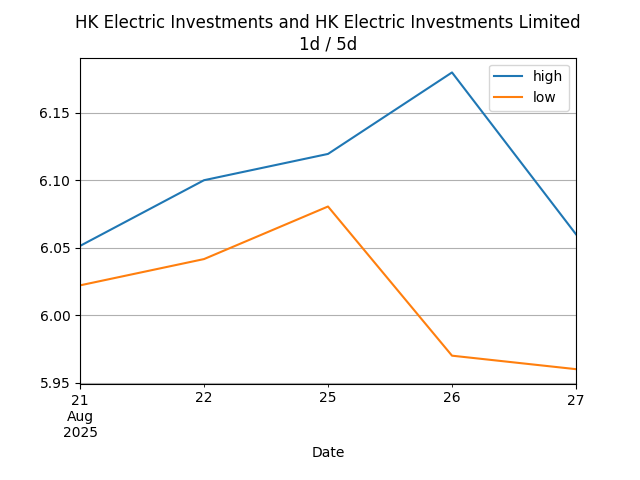 HK Electric Investments and HK Electric Investments Limited
1d / 5d
high
low
6.15
6.10
6.05
6.00
5.95
21 22 25 26 27
Aug
2025
Date